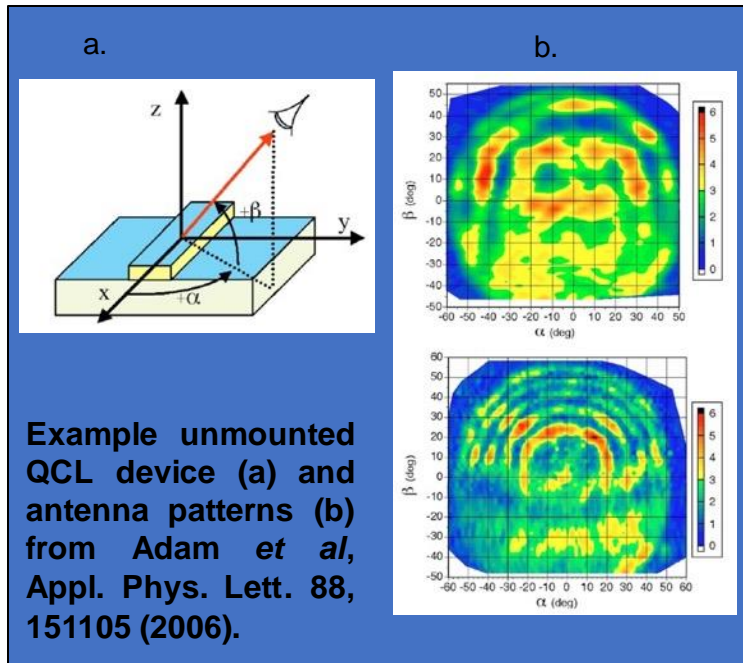 a.
b.
z
y
x
+β
+α
50
40
30
20
10
0
-10
-20
-30
-40
-50
β (deg)
-60 -50 -40 -30 -20 -10 0 10 20 30 40 50
α (deg)
6
5
4
3
2
1
0
60
50
40
30
20
10
0
-10
-20
-30
-40
-50
β (deg)
-60 -50 -40 -30 -20 -10 0 10 20 30 40 50 60
α (deg)
6
5
4
3
2
1
0
Example unmounted
QCL device (a) and
antenna patterns (b)
from Adam et al,
Appl. Phys. Lett. 88,
151105 (2006).